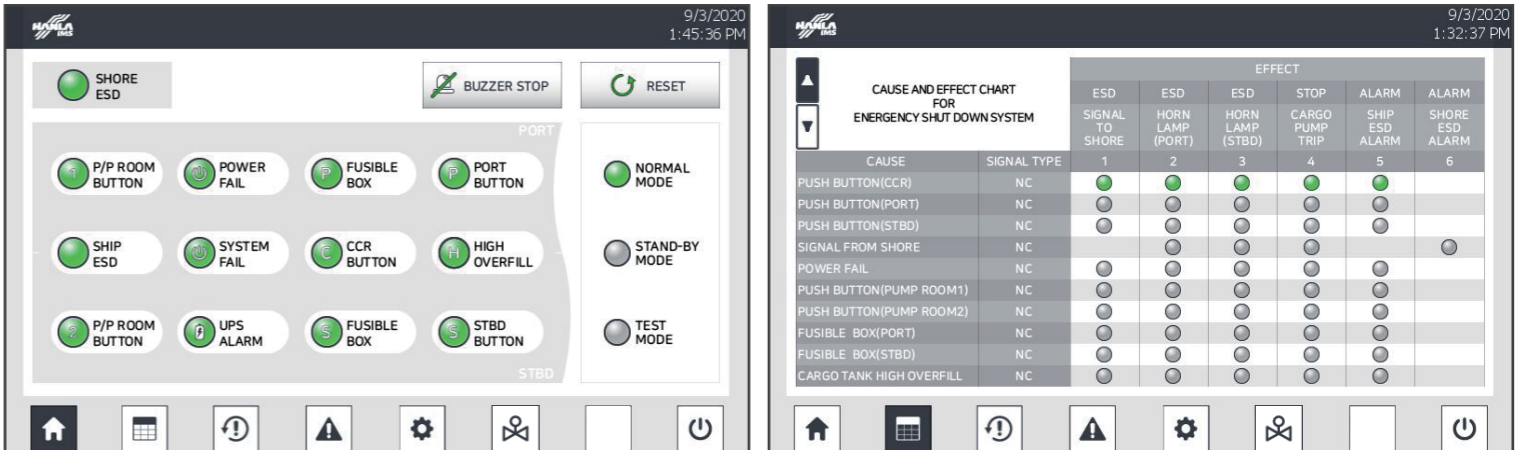 HANLA
IMS
9/3/2020
1:45:36 PM
SHORE
ESD
BUZZER STOP
RESET
PORT
1
P/P ROOM
BUTTON
POWER
FAIL
F
FUSIBLE
BOX
P
PORT
BUTTON
NORMAL
MODE
SHIP
ESD
SYSTEM
FAIL
C
CCR
BUTTON
H
HIGH
OVERFILL
STAND-BY
MODE
2
P/P ROOM
BUTTON
UPS
ALARM
S
FUSIBLE
BOX
S
STBD
BUTTON
TEST
MODE
STBD
HANLA
IMS
9/3/2020
1:32:37 PM
CAUSE AND EFFECT CHART
FOR
ENERGENCY SHUT DOWN SYSTEM
EFFECT
ESD ESD ESD STOP ALARM ALARM
SIGNAL HORN HORN CARGO SHIP SHORE
TO LAMP LAMP PUMP ESD ESD
SHORE (PORT) (STBD) TRIP ALARM ALARM
CAUSE SIGNAL TYPE 1 2 3 4 5 6
PUSH BUTTON(CCR) NC
PUSH BUTTON(PORT) NC
PUSH BUTTON(STBD) NC
SIGNAL FROM SHORE NC
POWER FAIL NC
PUSH BUTTON(PUMP ROOM1) NC
PUSH BUTTON(PUMP ROOM2) NC
FUSIBLE BOX(PORT) NC
FUSIBLE BOX(STBD) NC
CARGO TANK HIGH OVERFILL NC